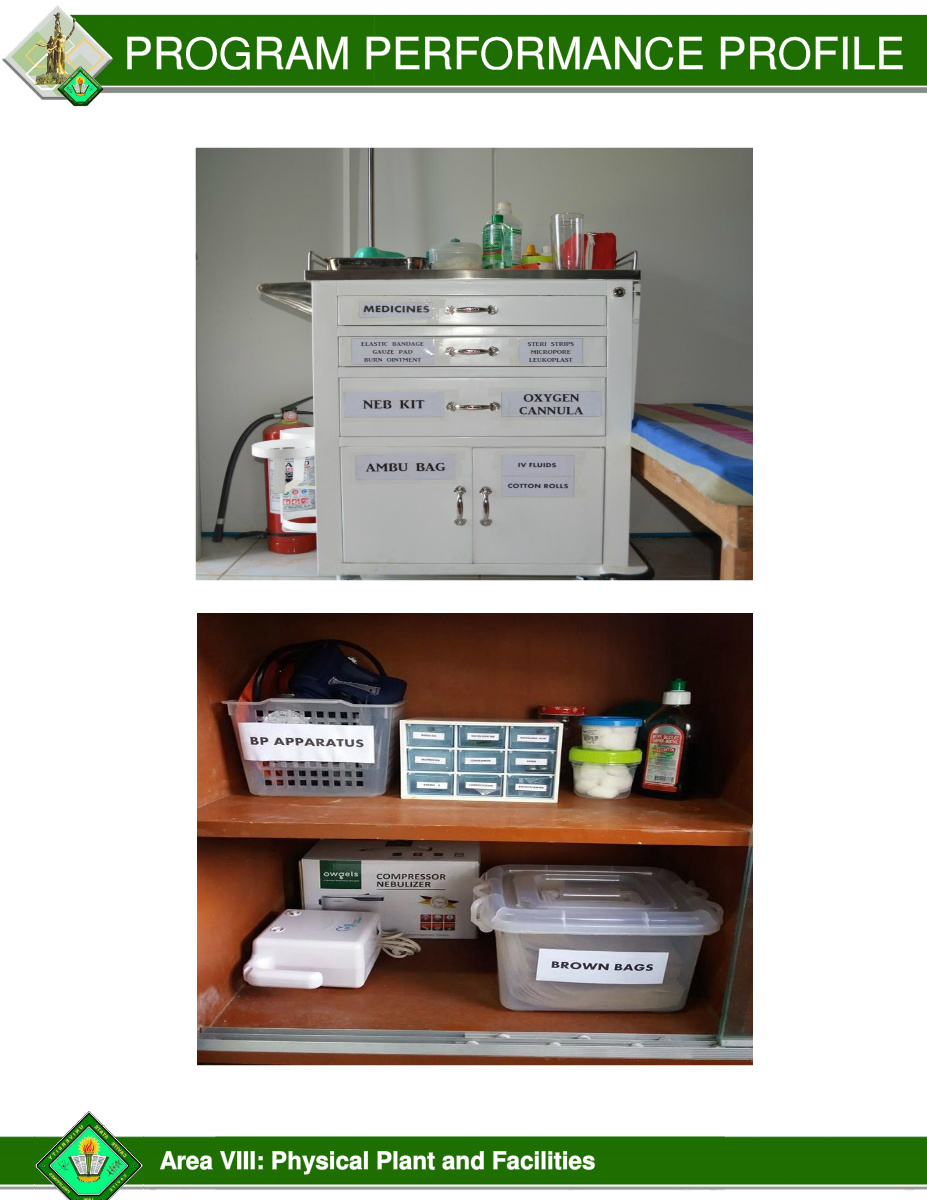 PROGRAM PERFORMANCE PROFILE
MEDICINES
ELASTIC BANDAGE
GAUZE PAD
BURN OINTMENT
STERI STRIPS
MICROPORE
LEUKOPLAST
NEB KIT
OXYGEN
CANNULA
AMBU BAG
IV FLUIDS
COTTON ROLLS
BP APPARATUS
owgels
COMPRESSOR
NEBULIZER
BROWN BAGS
Area VIII: Physical Plant and Facilities